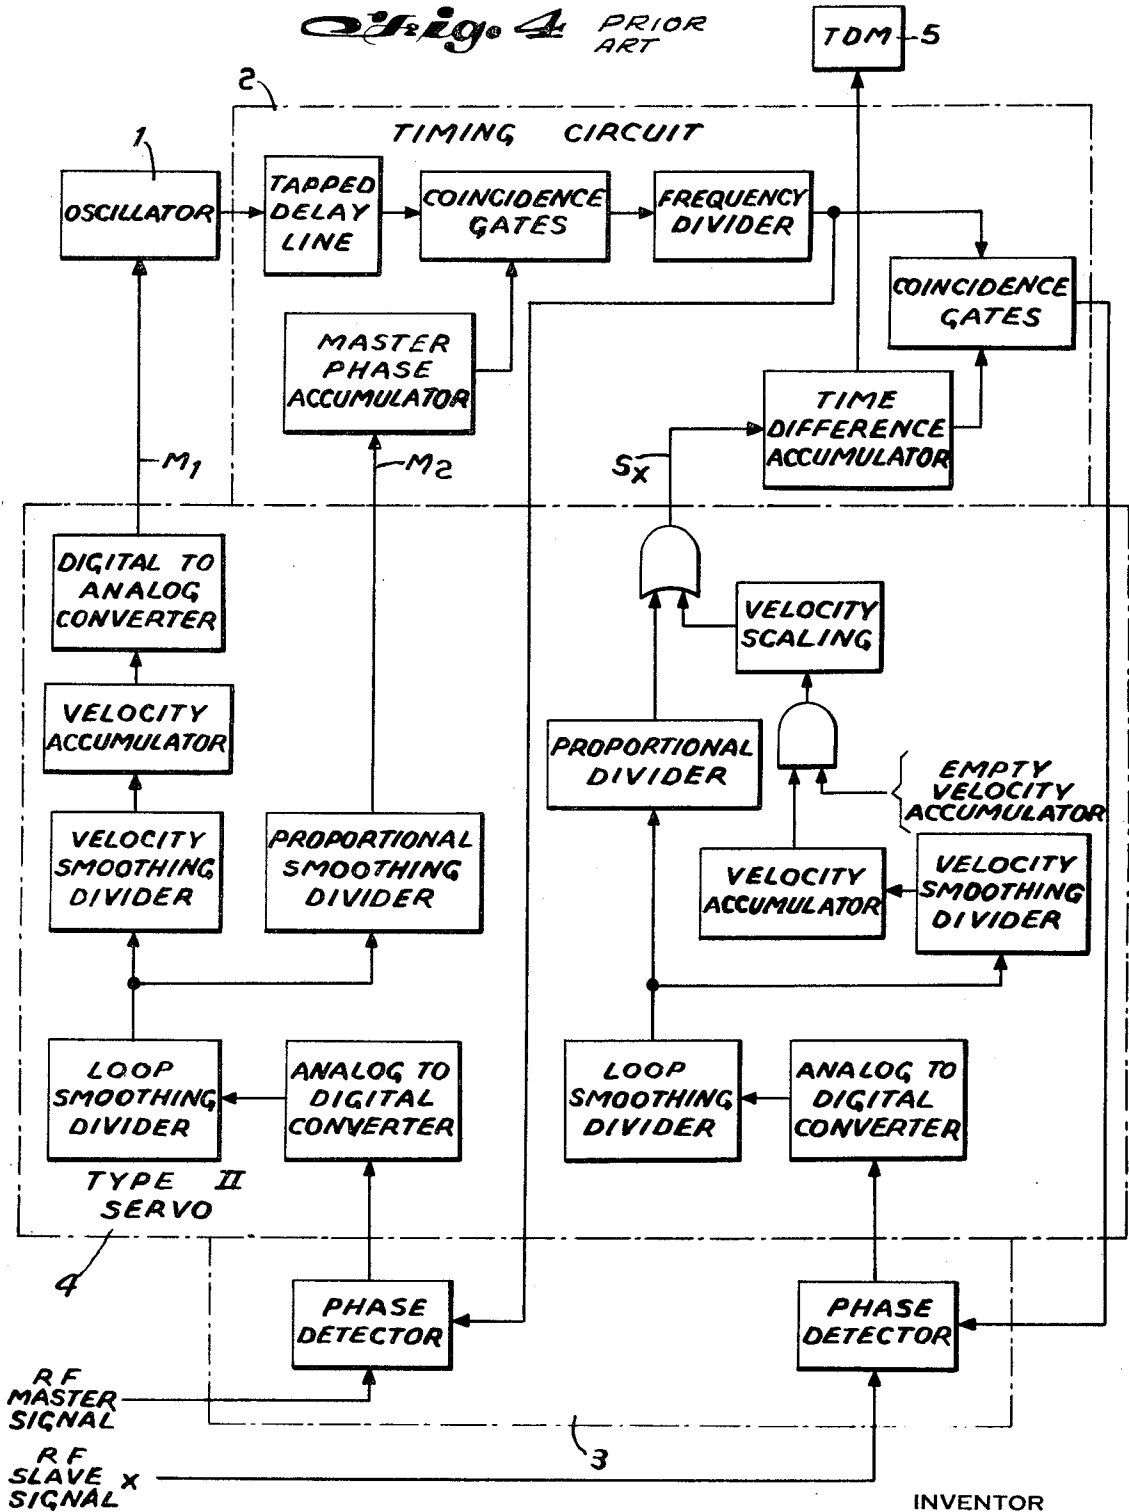 Fig. 4 PRIOR
ART
TDM 5
2
TIMING CIRCUIT
1
OSCILLATOR
TAPPED
DELAY
LINE
COINCIDENCE
GATES
FREQUENCY
DIVIDER
COINCIDENCE
GATES
MASTER
PHASE
ACCUMULATOR
TIME
DIFFERENCE
ACCUMULATOR
M1
M2
SX
DIGITAL TO
ANALOG
CONVERTER
VELOCITY
SCALING
VELOCITY
ACCUMULATOR
PROPORTIONAL
DIVIDER
EMPTY
VELOCITY
ACCUMULATOR
VELOCITY
SMOOTHING
DIVIDER
PROPORTIONAL
SMOOTHING
DIVIDER
VELOCITY
ACCUMULATOR
VELOCITY
SMOOTHING
DIVIDER
LOOP
SMOOTHING
DIVIDER
ANALOG TO
DIGITAL
CONVERTER
LOOP
SMOOTHING
DIVIDER
ANALOG TO
DIGITAL
CONVERTER
TYPE II
SERVO
4
PHASE
DETECTOR
PHASE
DETECTOR
RF
MASTER
SIGNAL
3
RF
SLAVE X
SIGNAL
INVENTOR